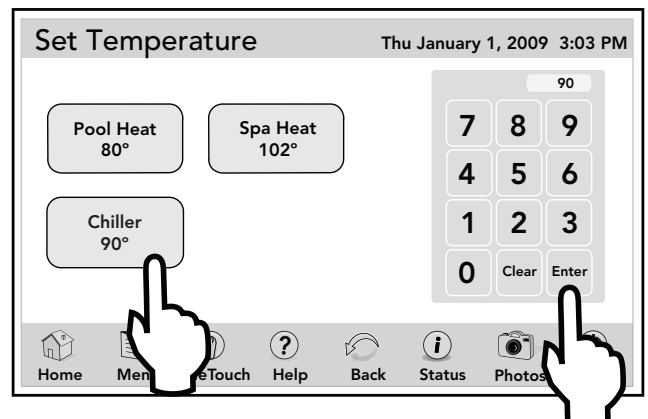 Set Temperature
Thu January 1, 2009 3:03 PM
90
Pool Heat
80°
Spa Heat
102°
Chiller
90°
7 8 9
4 5 6
1 2 3
0 Clear Enter
? i
Home Back Status Photos
Help